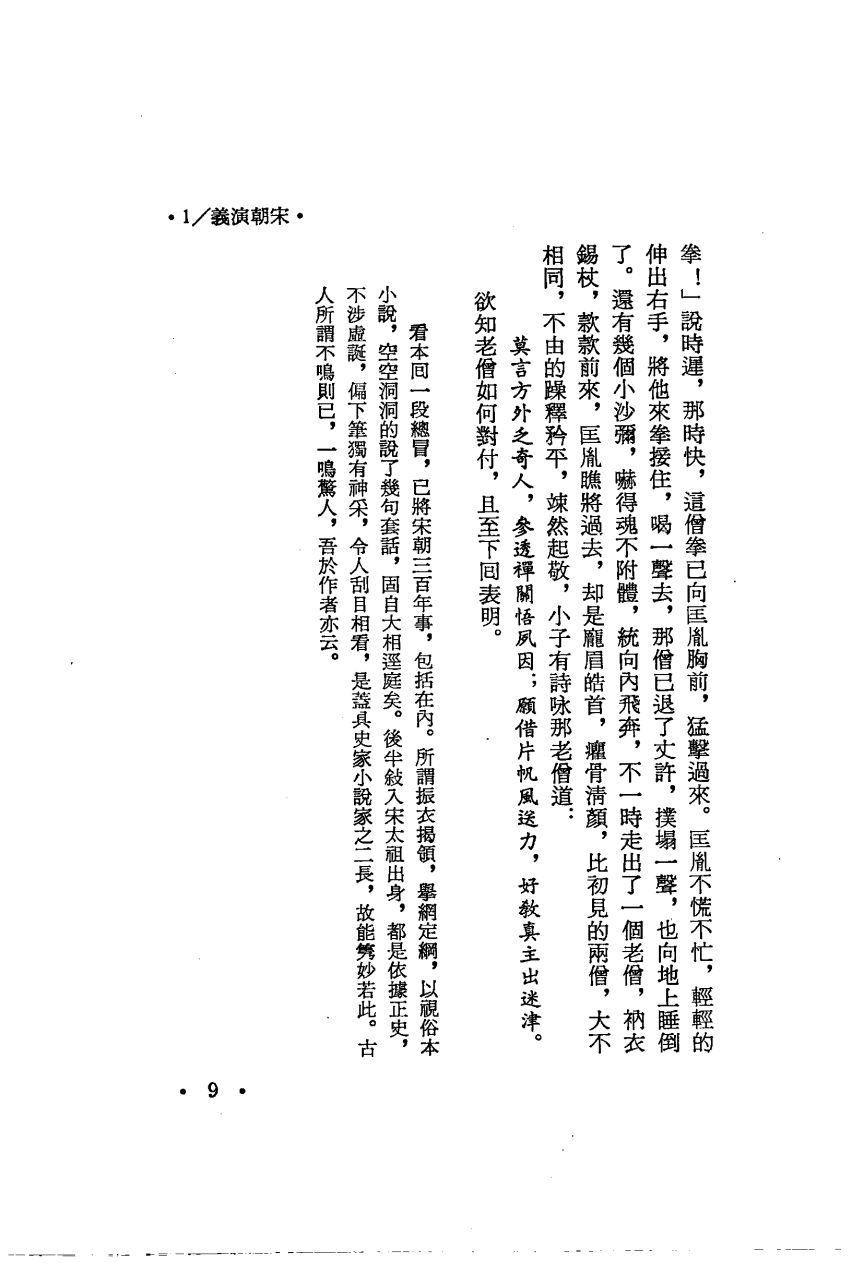 •1／義演朝宋•
拳！」說時遲，那時快，這僧拳已向匡胤胸前，猛擊過來。匡胤不慌不忙，輕輕的
伸出右手，將他來拳接住，喝一聲去，那僧已退了丈許，撲塌一聲，也向地上睡倒
了。還有幾個小沙彌，嚇得魂不附體，統向內飛奔，不一時走出了一個老僧，衲衣
錫杖，款款前來，匡胤瞧將過去，却是龐眉皓首，癯骨清顏，比初見的兩僧，大不
相同，不由的躁釋矜平，竦然起敬，小子有詩咏那老僧道：
莫言方外乏奇人，參透禪關悟夙因；願借片帆風送力，好教真主出迷津。
欲知老僧如何對付，且至下回表明。
看本回一段總冒，已將宋朝三百年事，包括在內。所謂振衣揭領，舉網定綱，以視俗本
小說，空空洞洞的說了幾句套話，固自大相逕庭矣。後半敍入宋太祖出身，都是依據正史，
不涉虛誕，偏下筆獨有神采，令人刮目相看，是蓋具史家小說家之二長，故能雋妙若此。古
人所謂不鳴則已，一鳴驚人，吾於作者亦云。
• 9 •